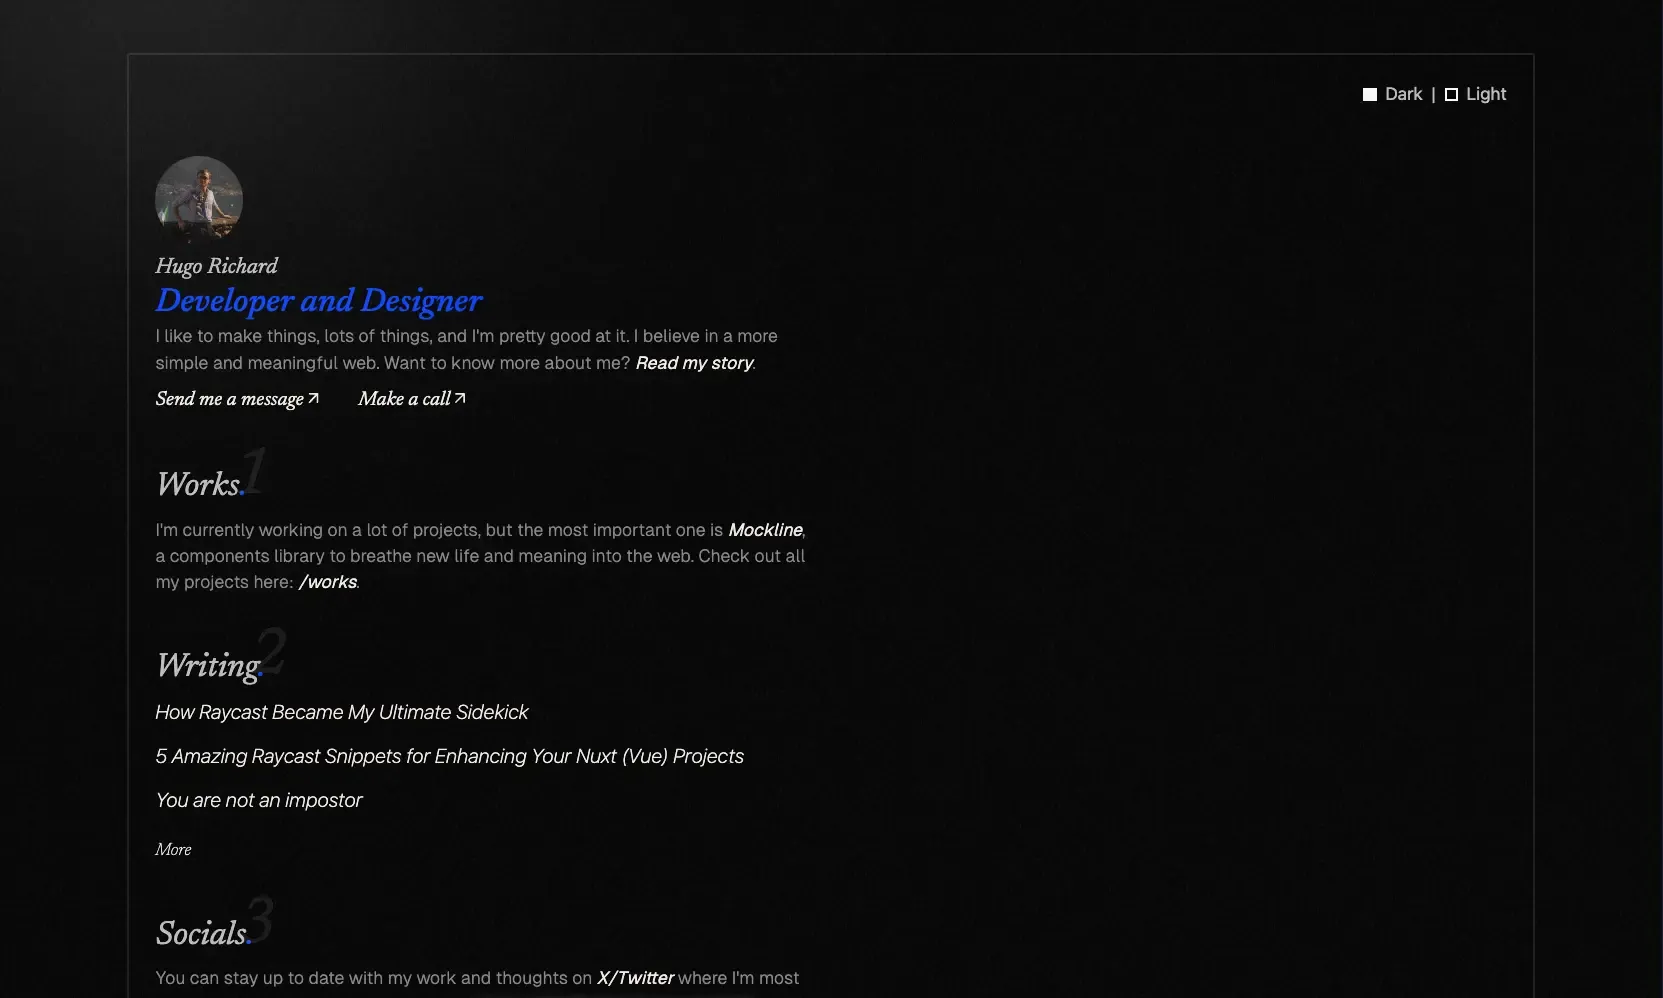 Dark | Light
Hugo Richard
Developer and Designer
I like to make things, lots of things, and I'm pretty good at it. I believe in a more
simple and meaningful web. Want to know more about me? Read my story.
Send me a message Make a call
Works.
1
I'm currently working on a lot of projects, but the most important one is Mockline,
a components library to breathe new life and meaning into the web. Check out all
my projects here: /works.
Writing.
2
How Raycast Became My Ultimate Sidekick
5 Amazing Raycast Snippets for Enhancing Your Nuxt (Vue) Projects
You are not an impostor
More
Socials.
3
You can stay up to date with my work and thoughts on X/Twitter where I'm most